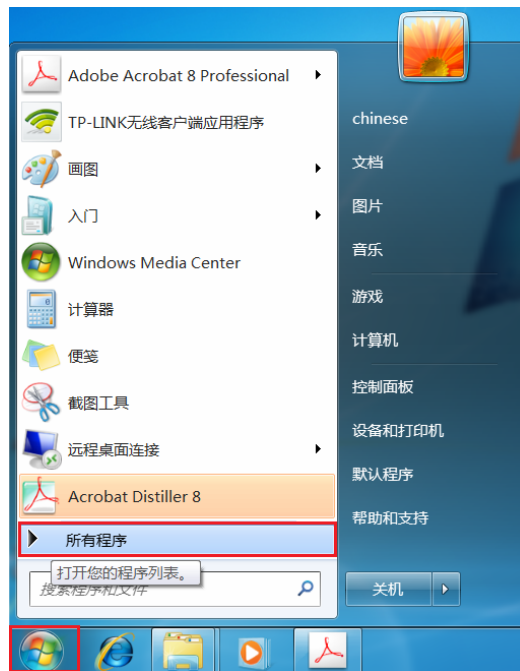 Adobe Acrobat 8 Professional
TP-LINK无线客户端应用程序
画图
入门
Windows Media Center
计算器
便笺
截图工具
远程桌面连接
Acrobat Distiller 8
所有程序
打开您的程序列表。
搜索程序和文件
chinese
文档
图片
音乐
游戏
计算机
控制面板
设备和打印机
默认程序
帮助和支持
关机